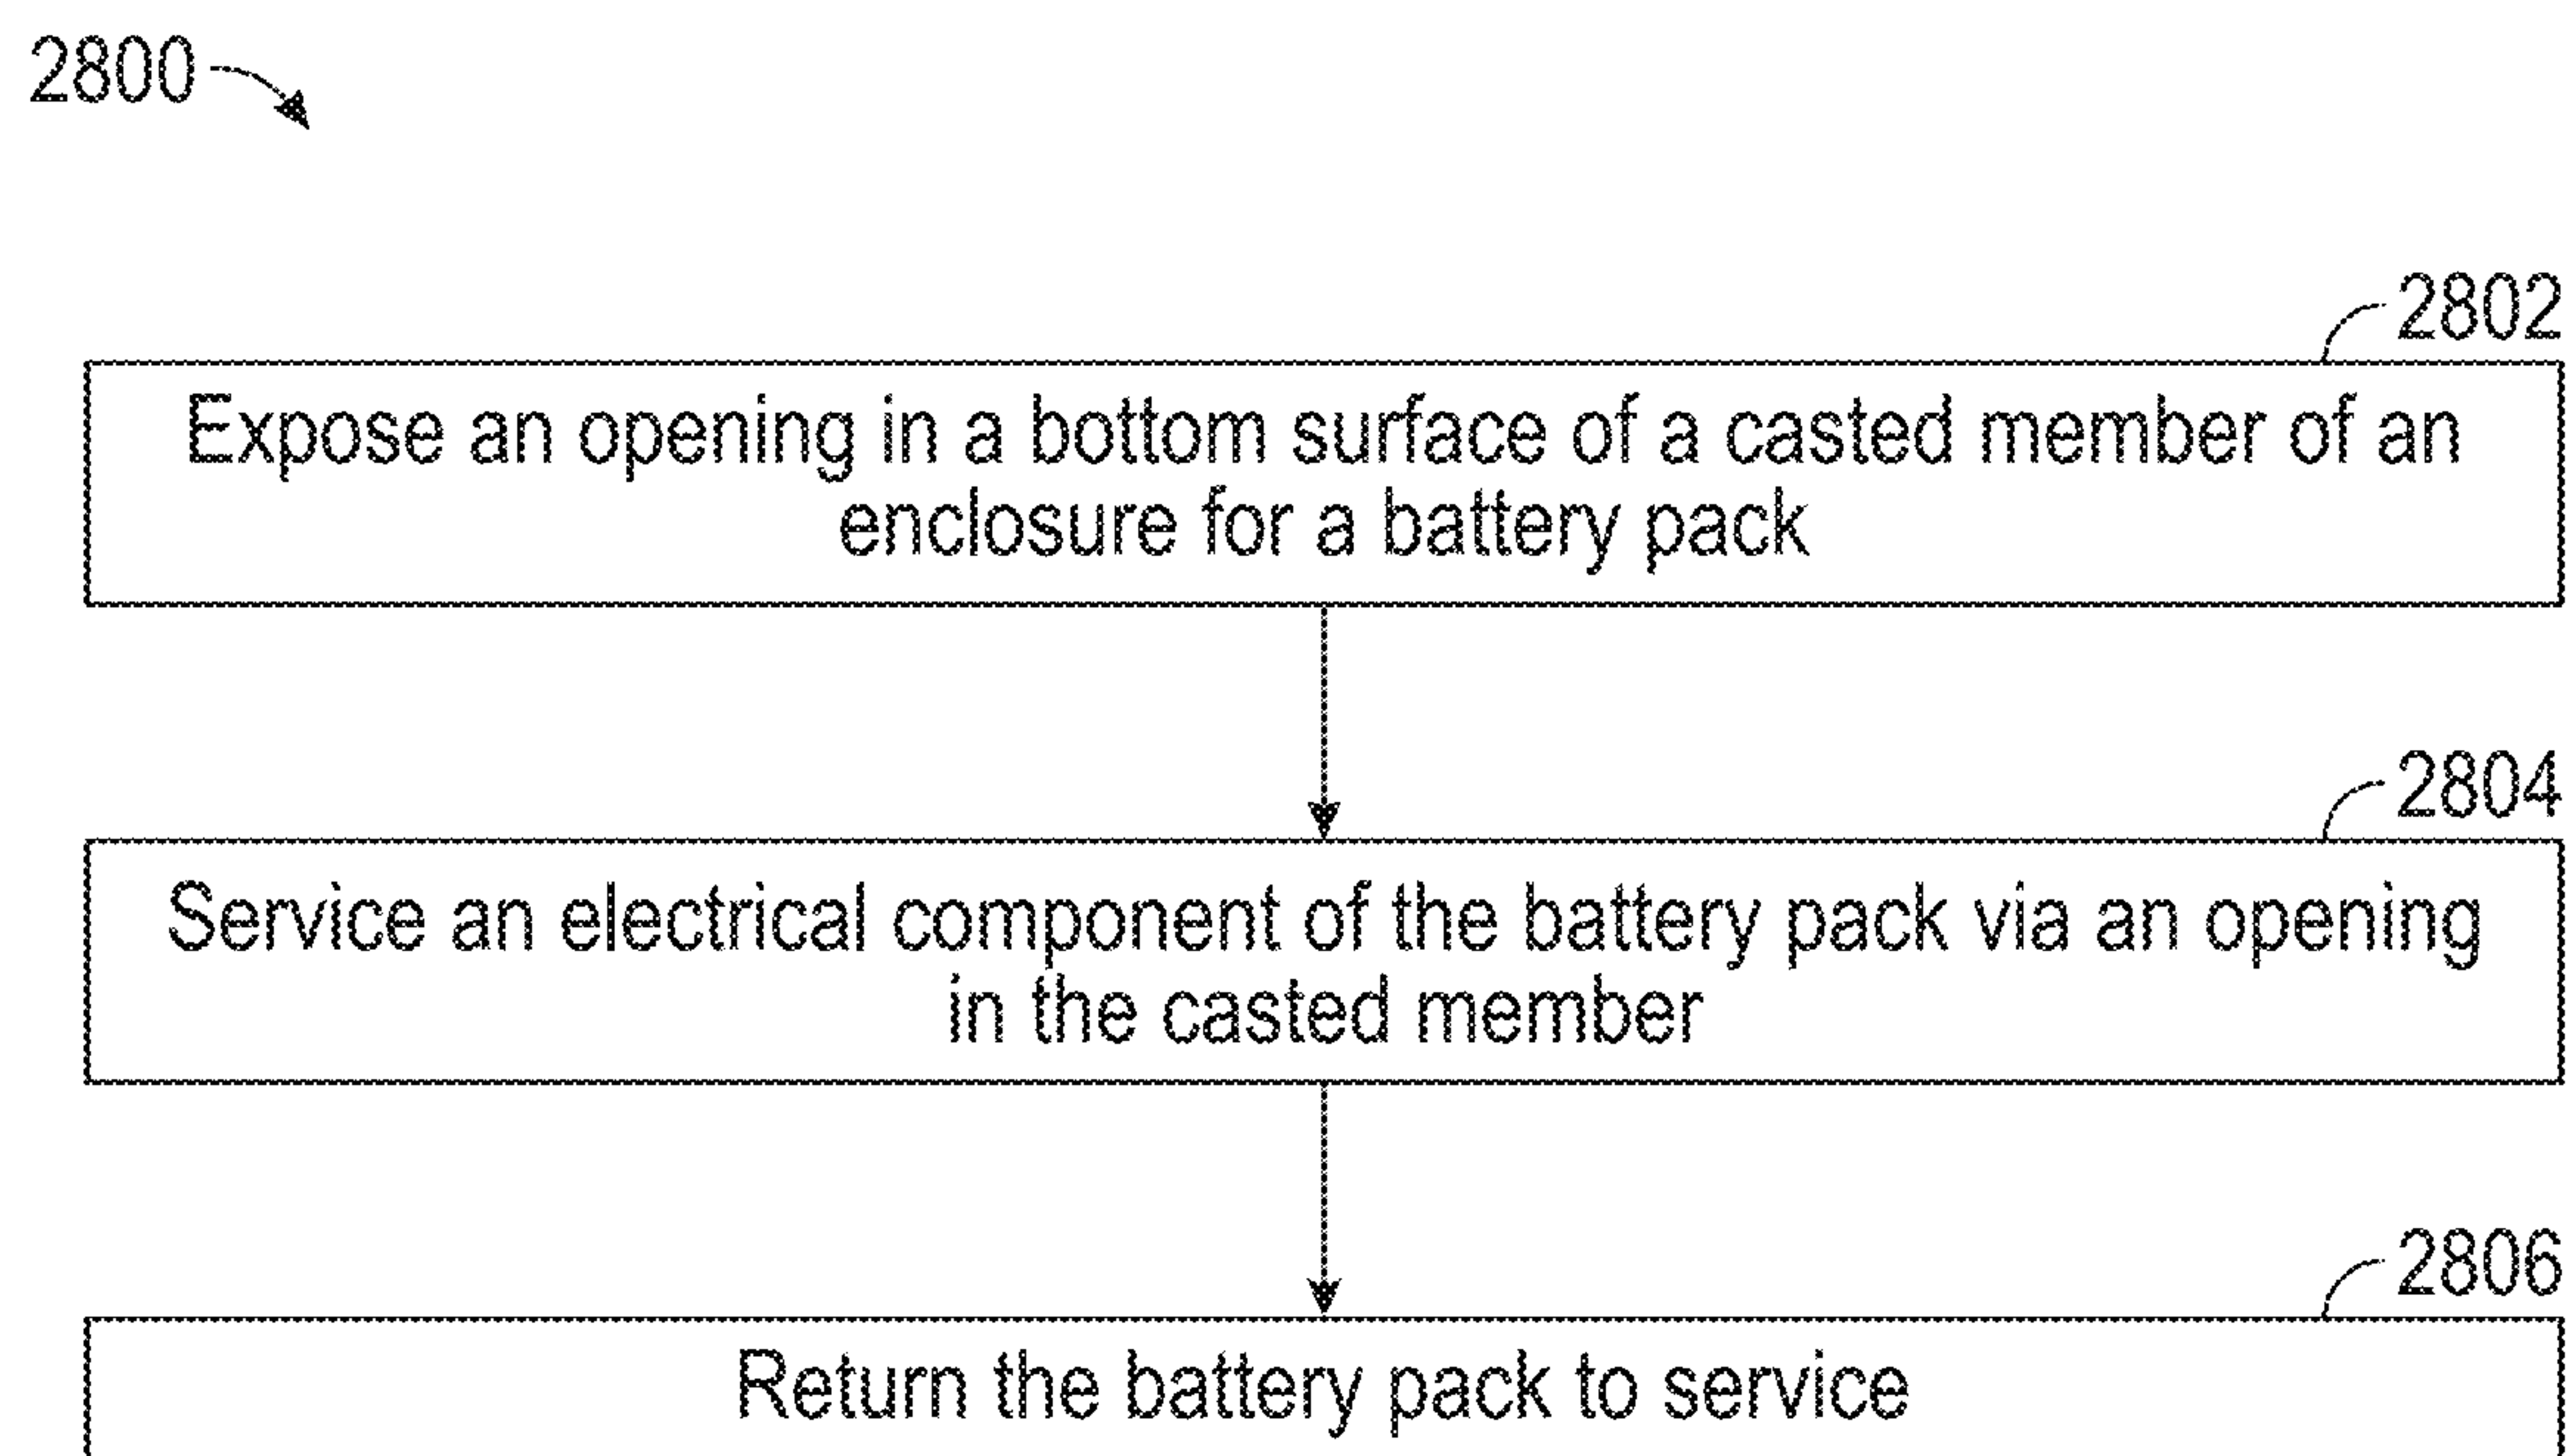 2800
2802
Expose an opening in a bottom surface of a casted member of an
enclosure for a battery pack
2804
Service an electrical component of the battery pack via an opening
in the casted member
2806
Return the battery pack to service